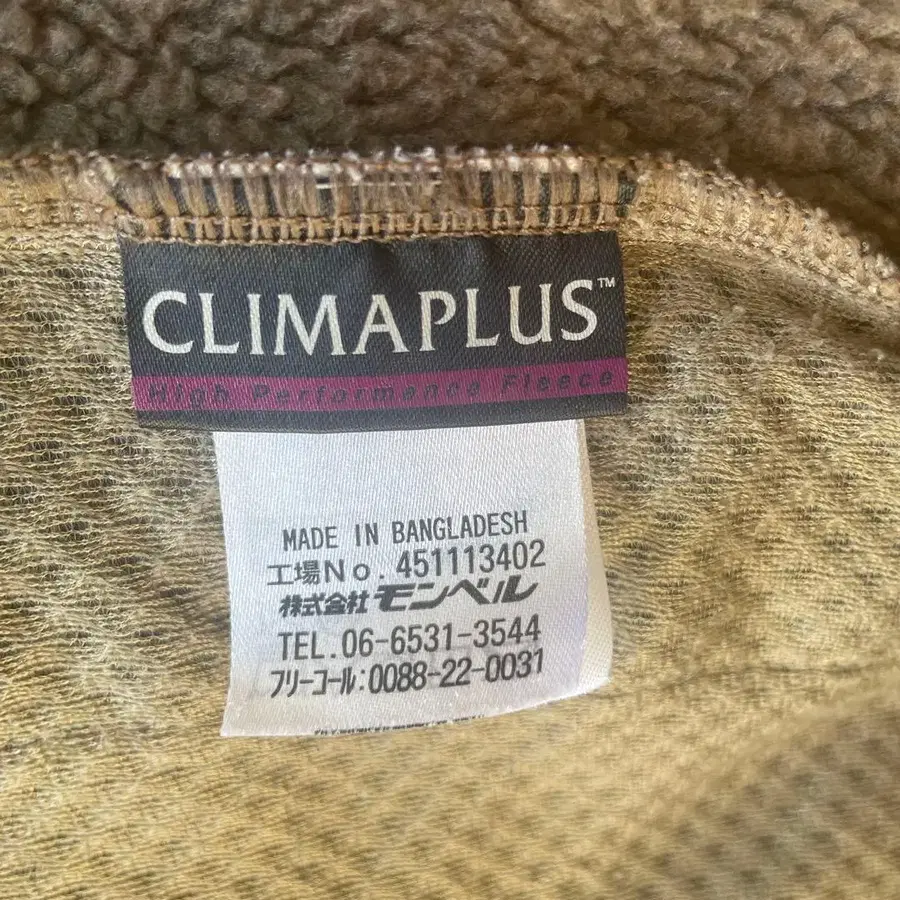 CLIMAPLUS™
High Performance Fleece
MADE IN BANGLADESH
工場No. 451113402
株式会社モンベル
TEL.06-6531-3544
フリーコール:0088-22-0031